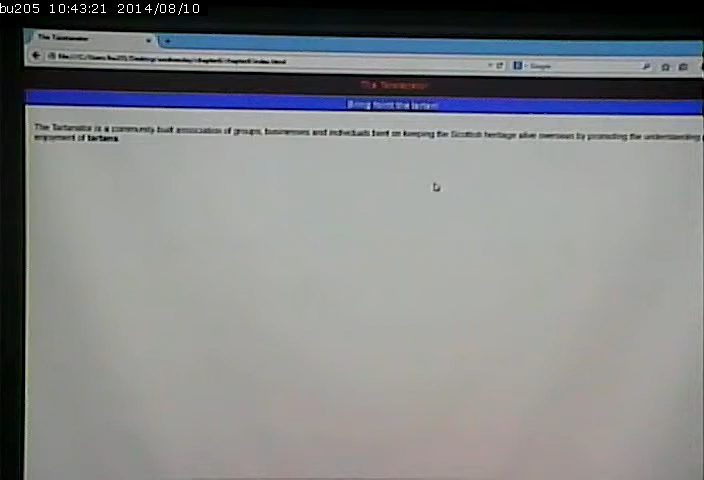 bu205 10:43:21 2014/08/10
The Tartanator
Google
The Tartanator
Bring forth the tartan!
The Tartanator is a community-built association of groups, businesses and individuals bent on keeping the Scottish heritage alive overseas by promoting the understanding
enjoyment of tartans